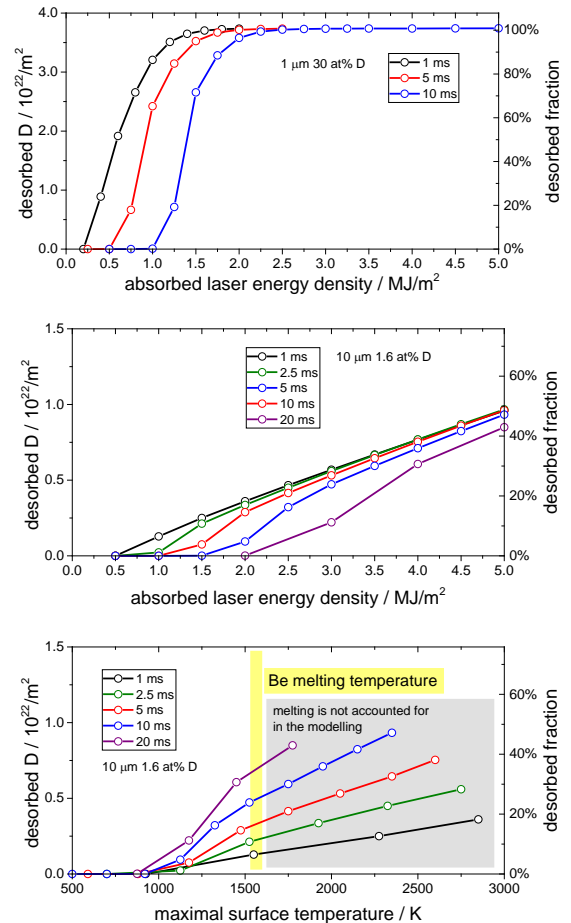 4.0
3.0
2.0
1.0
0.0
100%
80%
60%
40%
20%
0%
desorbed D / 10²²/m²
desorbed fraction
1 μm 30 at% D
1 ms
5 ms
10 ms
0.0 0.5 1.0 1.5 2.0 2.5 3.0 3.5 4.0 4.5 5.0
absorbed laser energy density / MJ/m²
1.5
1.0
0.5
0.0
60%
40%
20%
0%
desorbed D / 10²²/m²
desorbed fraction
1 ms
2.5 ms
5 ms
10 ms
20 ms
10 μm 1.6 at% D
0.0 0.5 1.0 1.5 2.0 2.5 3.0 3.5 4.0 4.5 5.0
absorbed laser energy density / MJ/m²
1.5
1.0
0.5
0.0
60%
40%
20%
0%
desorbed D / 10²²/m²
desorbed fraction
1 ms
2.5 ms
5 ms
10 ms
20 ms
10 μm 1.6 at% D
Be melting temperature
melting is not accounted for
in the modelling
500 1000 1500 2000 2500 3000
maximal surface temperature / K